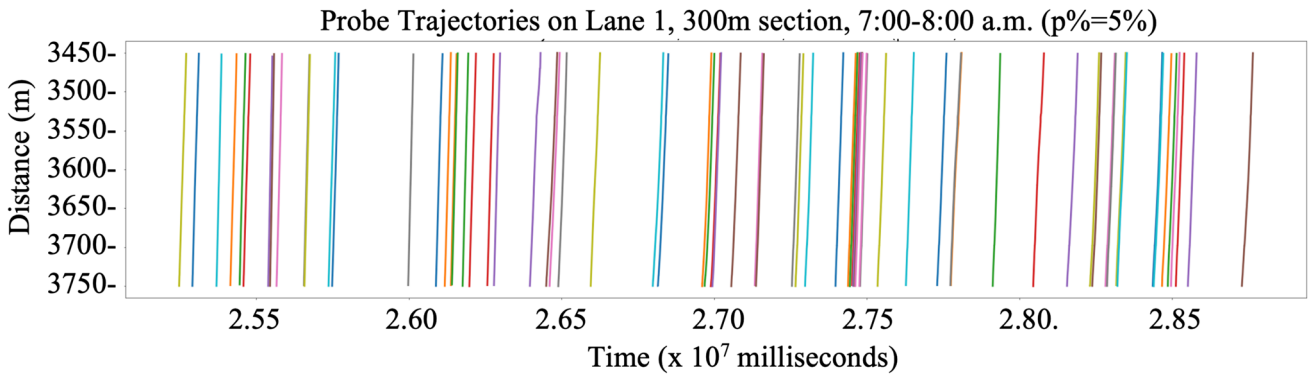 Probe Trajectories on Lane 1, 300m section, 7:00-8:00 a.m. (p%=5%)
Distance (m)
3450-
3500-
3550-
3600-
3650-
3700-
3750-
2.55 2.60 2.65 2.70 2.75 2.80. 2.85
Time (x 10⁷ milliseconds)